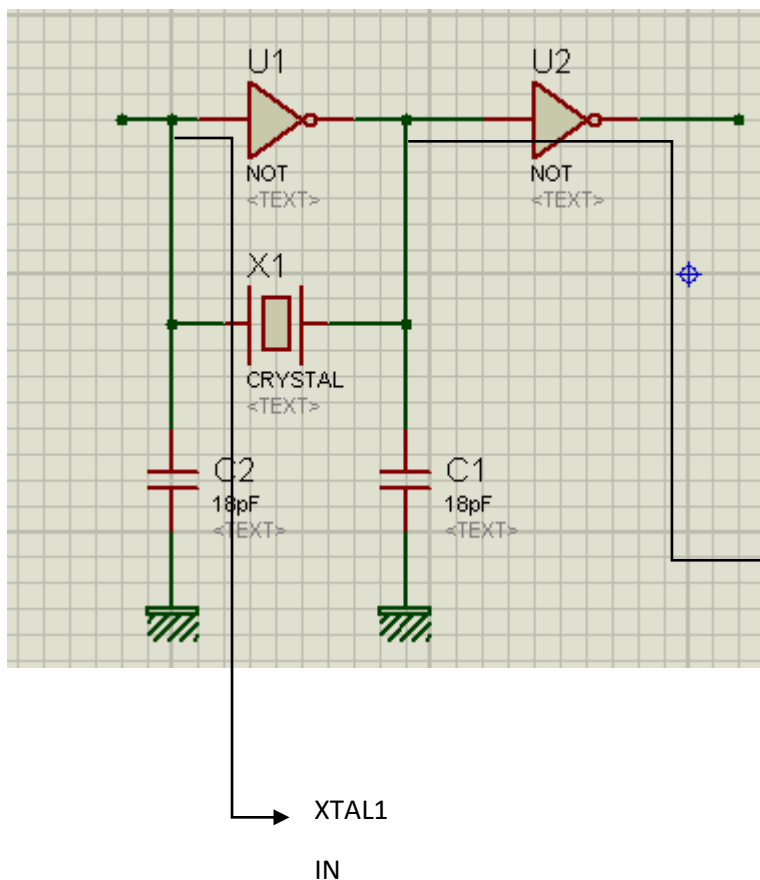 U1
U2
NOT
<TEXT>
NOT
<TEXT>
X1
CRYSTAL
<TEXT>
C2
18pF
<TEXT>
C1
18pF
<TEXT>
XTAL1
IN